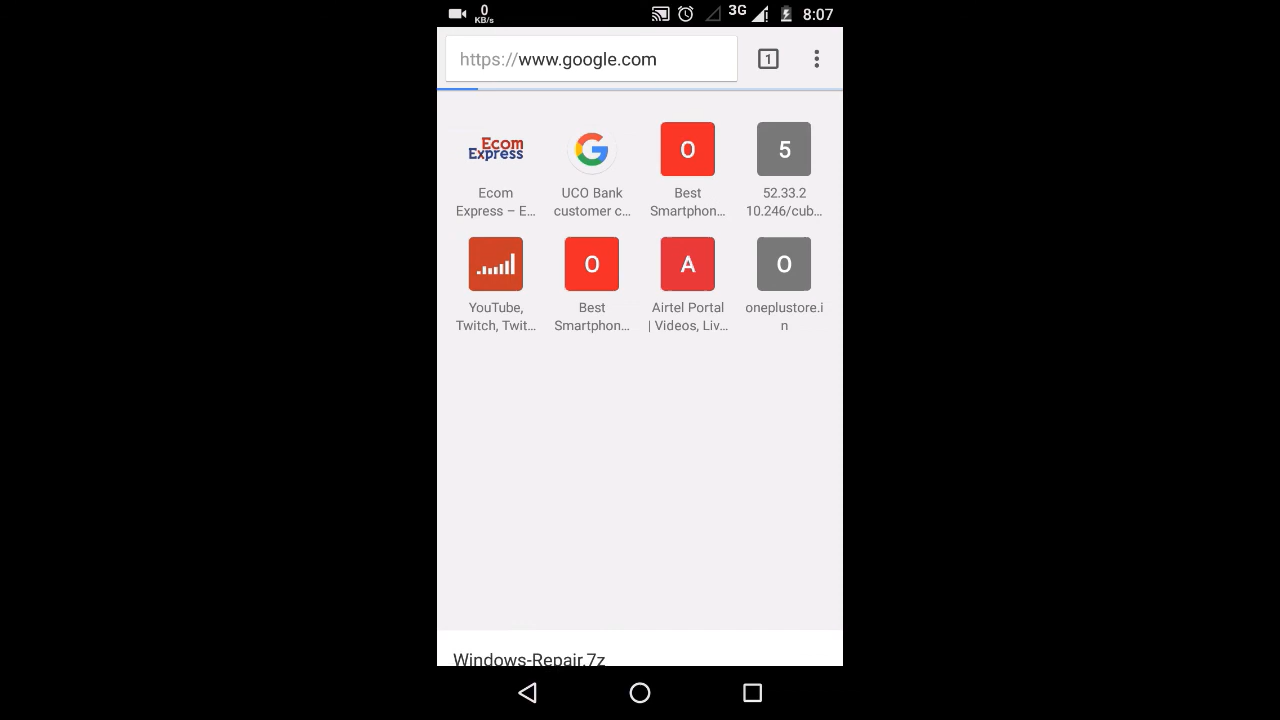 0
KB/s
3G
8:07
https://www.google.com
1
Ecom
Express
G
O
5
Ecom
Express – E...
UCO Bank
customer c...
Best
Smartphon...
52.33.2
10.246/cub...
O
A
O
YouTube,
Twitch, Twit...
Best
Smartphon...
Airtel Portal
| Videos, Liv...
oneplustore.i
n
Windows-Repair.7z